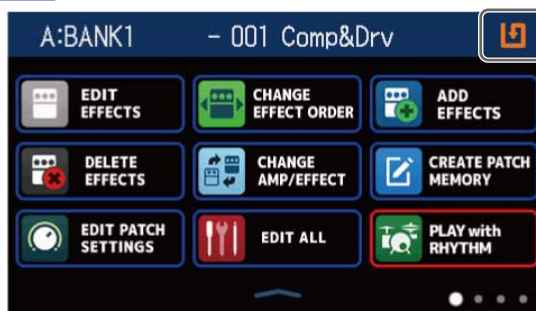 A:BANK1 - 001 Comp&Drv
EDIT
EFFECTS
CHANGE
EFFECT ORDER
ADD
EFFECTS
DELETE
EFFECTS
CHANGE
AMP/EFFECT
CREATE PATCH
MEMORY
EDIT PATCH
SETTINGS
EDIT ALL
PLAY with
RHYTHM